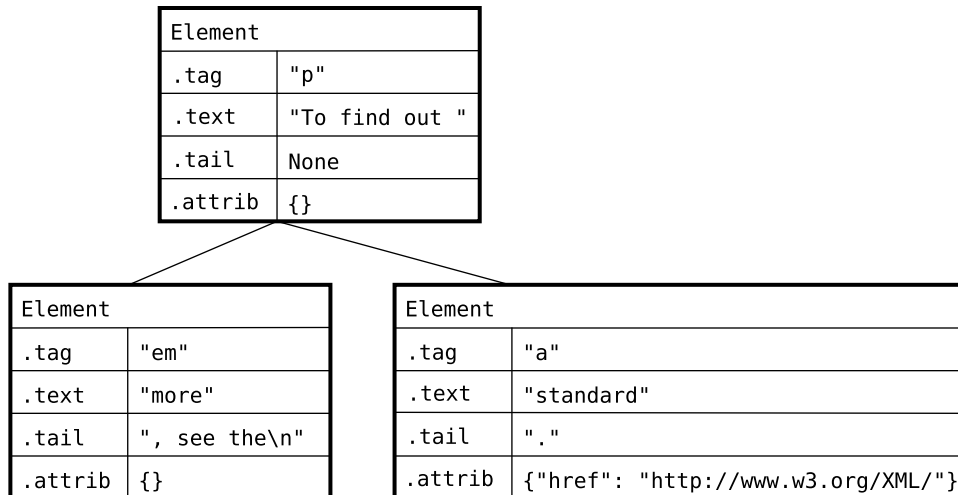 Element
.tag "p"
.text "To find out "
.tail None
.attrib {}
Element
.tag "em"
.text "more"
.tail ", see the\n"
.attrib {}
Element
.tag "a"
.text "standard"
.tail "."
.attrib {"href": "http://www.w3.org/XML/"}